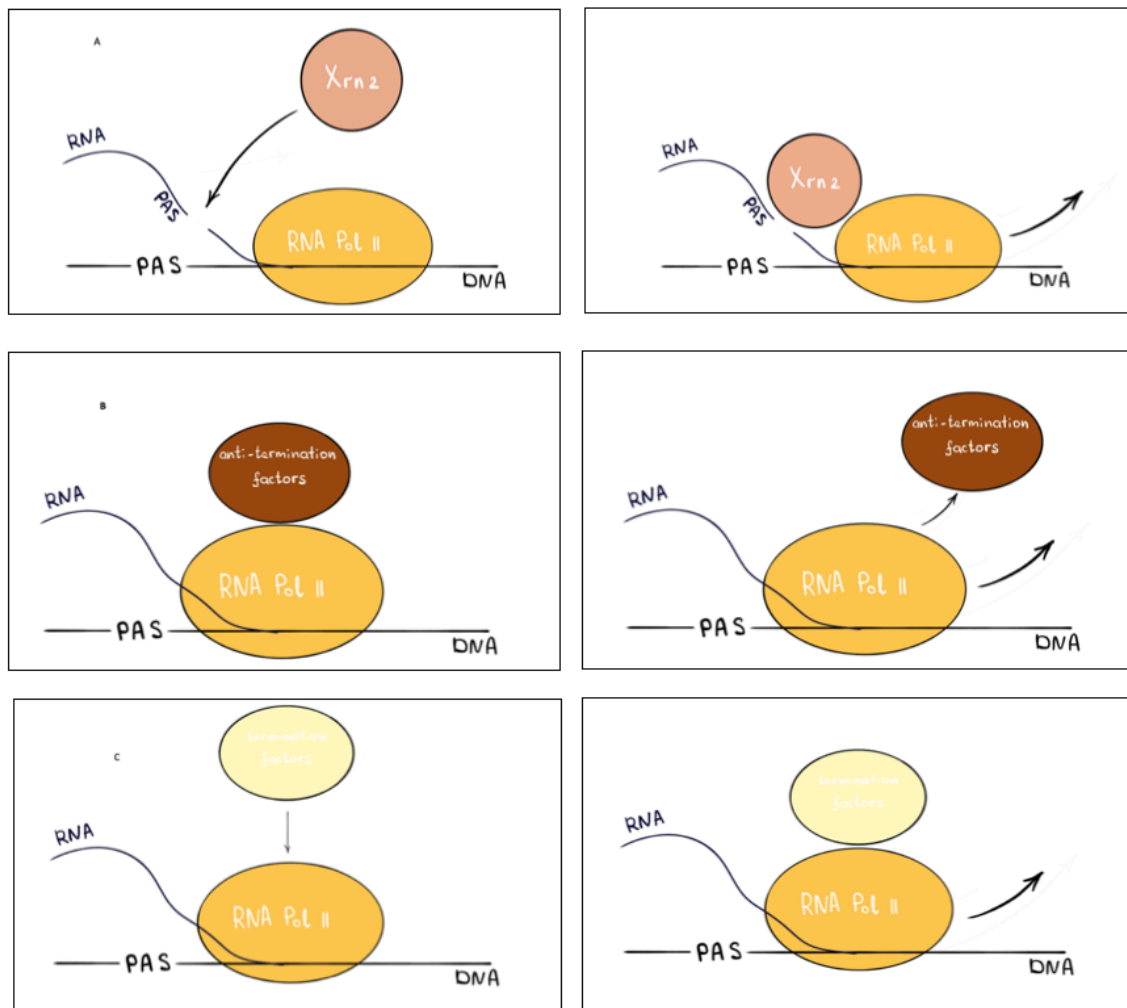 A
Xrn2
RNA
PAS
RNA Pol II
PAS
DNA
RNA
Xrn2
PAS
RNA Pol II
PAS
DNA
B
anti-termination
factors
RNA
RNA Pol II
PAS
DNA
anti-termination
factors
RNA
RNA Pol II
PAS
DNA
C
termination
factors
RNA
RNA Pol II
PAS
DNA
termination
factors
RNA
RNA Pol II
PAS
DNA